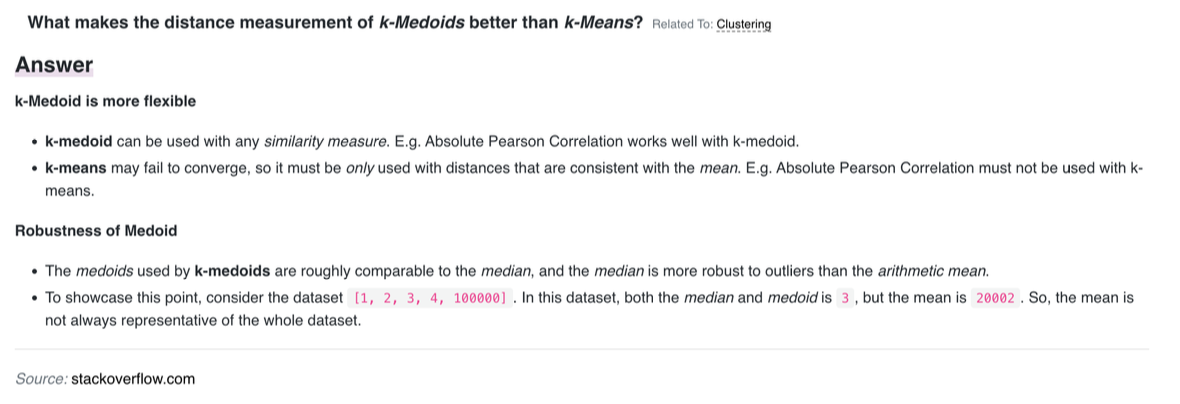 What makes the distance measurement of k-Medoids better than k-Means? Related To: Clustering
Answer
k-Medoid is more flexible
• k-medoid can be used with any similarity measure. E.g. Absolute Pearson Correlation works well with k-medoid.
• k-means may fail to converge, so it must be only used with distances that are consistent with the mean. E.g. Absolute Pearson Correlation must not be used with k-
means.
Robustness of Medoid
• The medoids used by k-medoids are roughly comparable to the median, and the median is more robust to outliers than the arithmetic mean.
• To showcase this point, consider the dataset [1, 2, 3, 4, 100000] . In this dataset, both the median and medoid is 3 , but the mean is 20002 . So, the mean is
not always representative of the whole dataset.
Source: stackoverflow.com